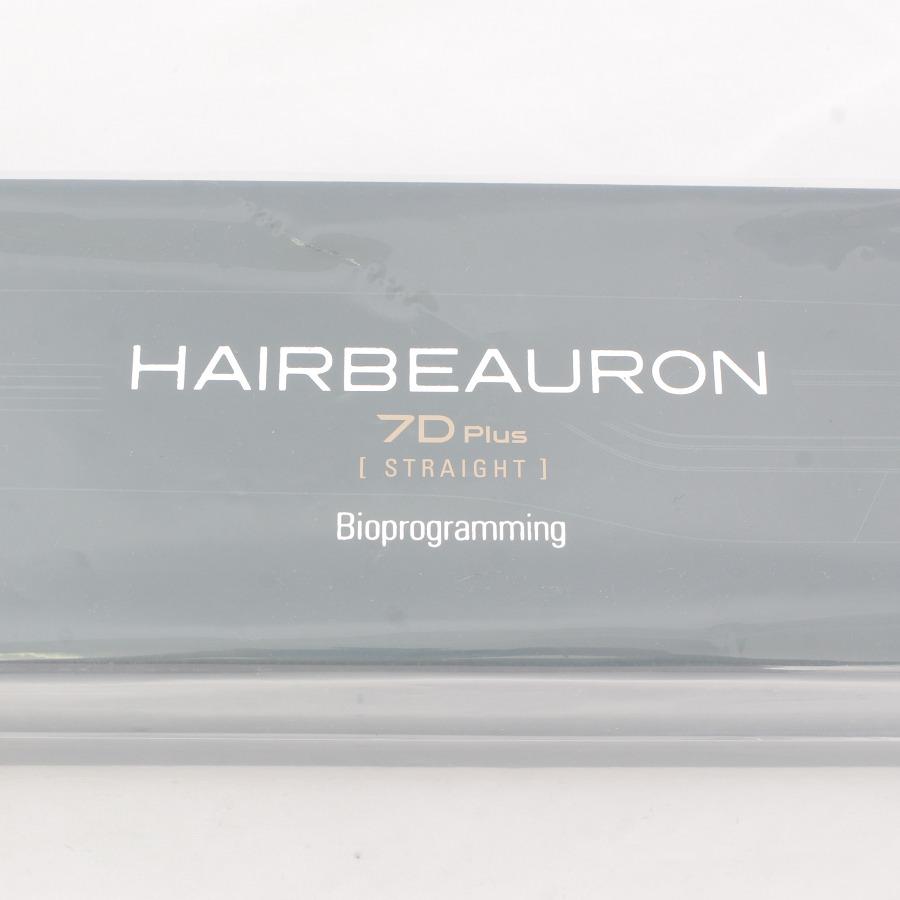 HAIRBEAURON
7D Plus
[ STRAIGHT ]
Bioprogramming